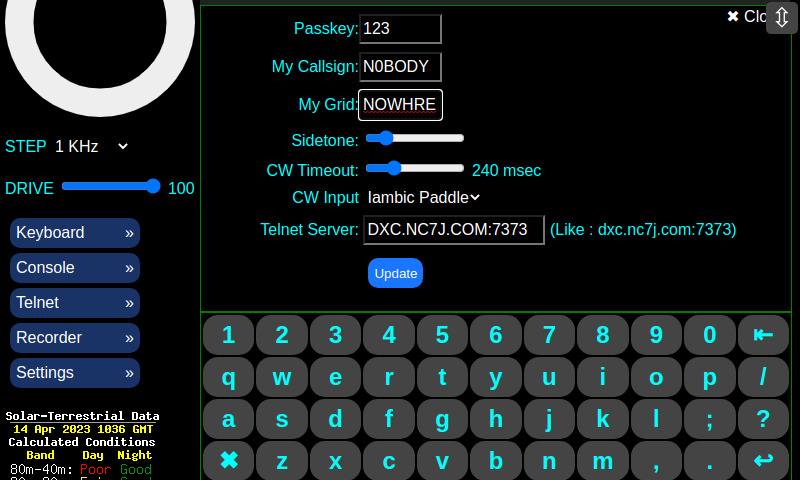 Passkey: 123
✖ Clo
⇳
My Callsign: N0BODY
My Grid: NOWHRE
Sidetone:
CW Timeout: 240 msec
CW Input Iambic Paddle
Telnet Server: DXC.NC7J.COM:7373 (Like : dxc.nc7j.com:7373)
Update
STEP 1 KHz
DRIVE 100
Keyboard »
Console »
Telnet »
Recorder »
Settings »
Solar-Terrestrial Data
14 Apr 2023 1036 GMT
Calculated Conditions
Band Day Night
80m-40m: Poor Good
1 2 3 4 5 6 7 8 9 0 ⇤
q w e r t y u i o p /
a s d f g h j k l ; ?
✖ z x c v b n m , . ↩